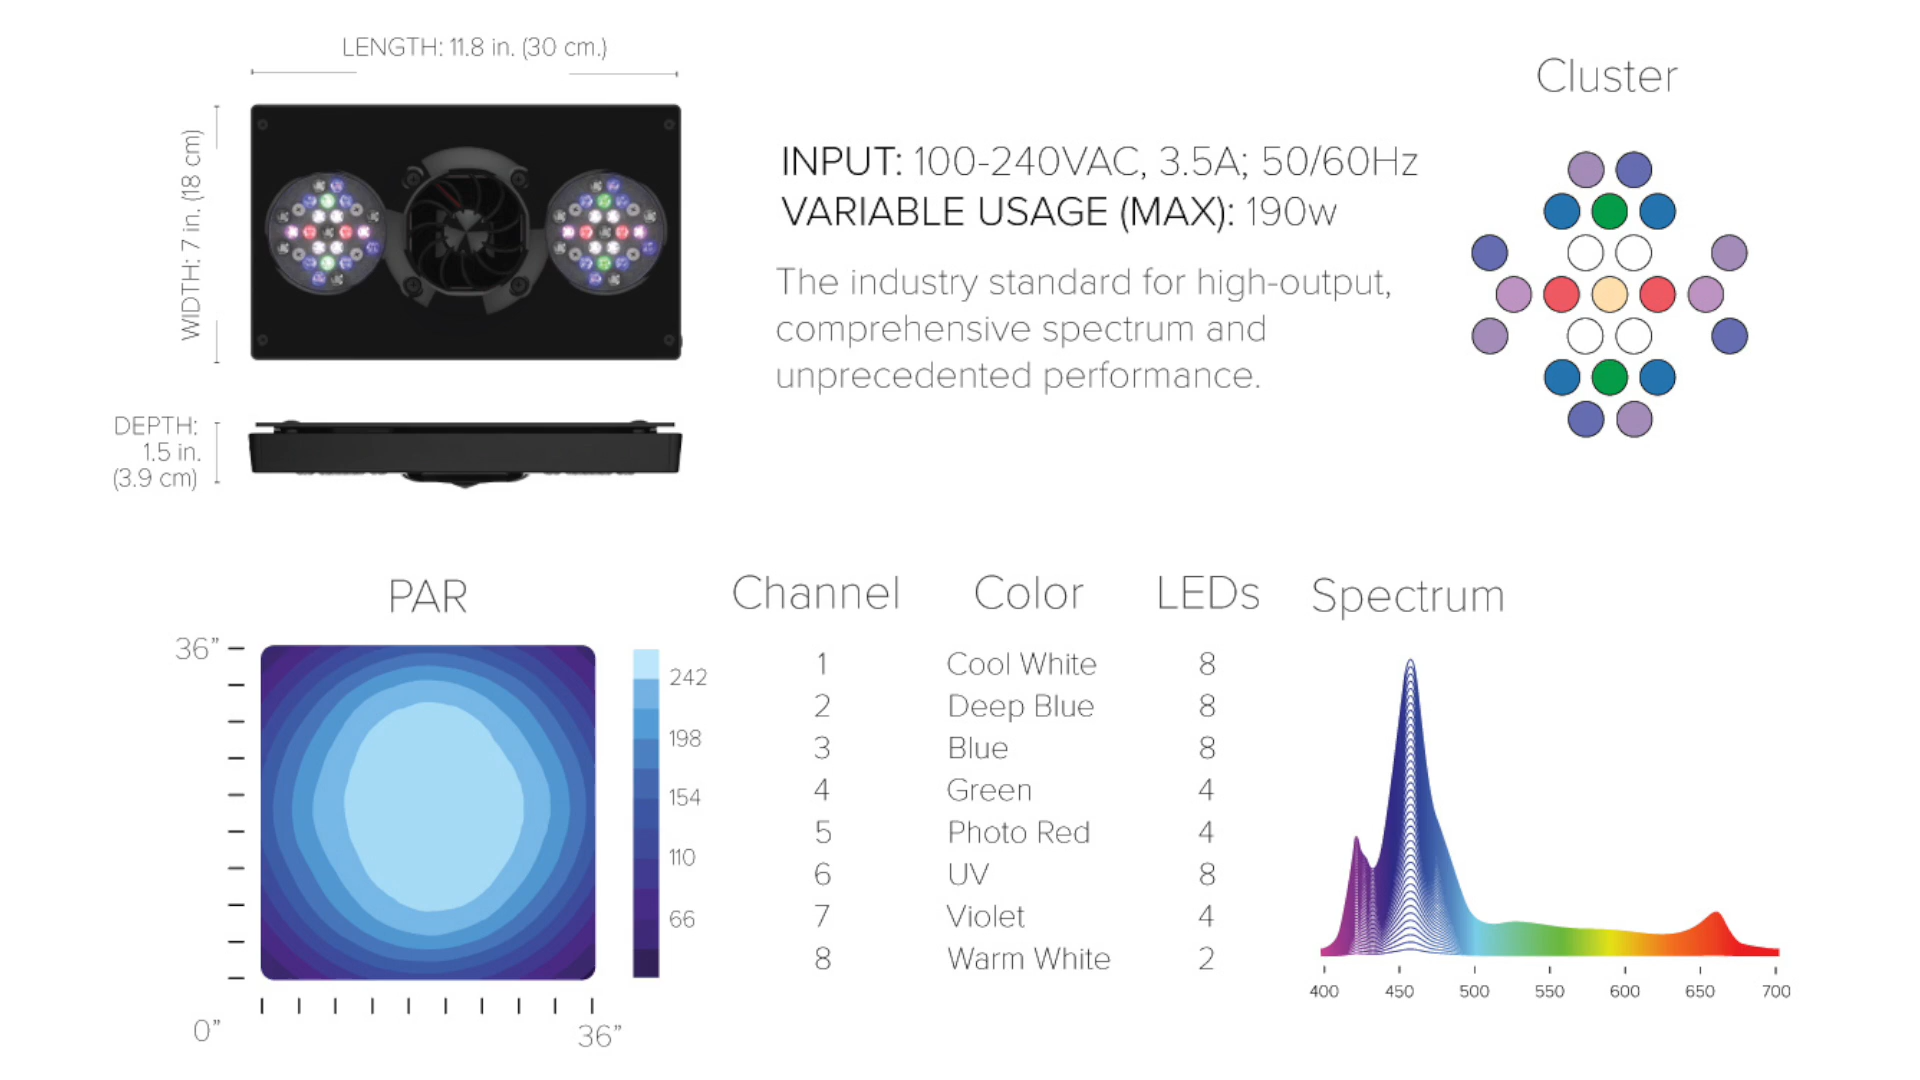 LENGTH: 11.8 in. (30 cm.)
WIDTH: 7 in. (18 cm)
DEPTH:
1.5 in.
(3.9 cm)
INPUT: 100-240VAC, 3.5A; 50/60Hz
VARIABLE USAGE (MAX): 190w
The industry standard for high-output,
comprehensive spectrum and
unprecedented performance.
Cluster
PAR
36”
0”
36”
242
198
154
110
66
Channel Color LEDs
1 Cool White 8
2 Deep Blue 8
3 Blue 8
4 Green 4
5 Photo Red 4
6 UV 8
7 Violet 4
8 Warm White 2
Spectrum
400 450 500 550 600 650 700